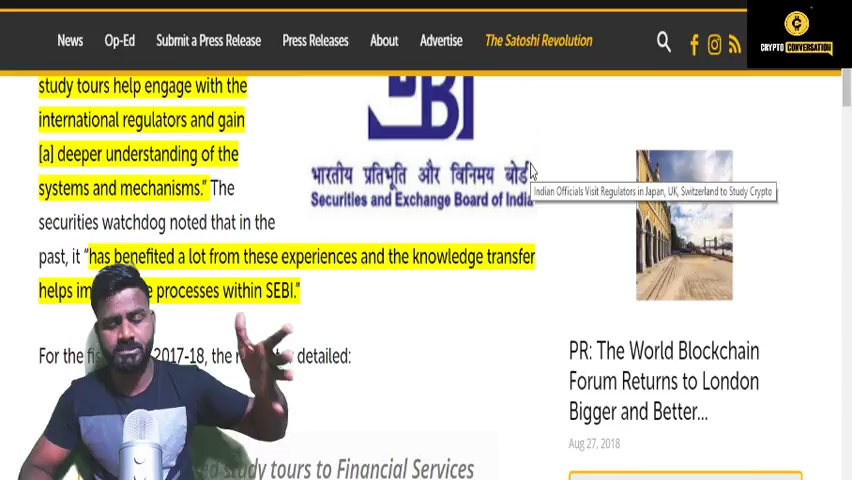 News Op-Ed Submit a Press Release Press Releases About Advertise The Satoshi Revolution
CRYPTO CONVERSATION
study tours help engage with the
international regulators and gain
[a] deeper understanding of the
systems and mechanisms.” The
securities watchdog noted that in the
past, it “has benefited a lot from these experiences and the knowledge transfer
helps processes within SEBI.”
For the 2017-18, the detailed:
study tours to Financial Services
SEBI
भारतीय प्रतिभूति और विनिमय बोर्ड
Securities and Exchange Board of India
Indian Officials Visit Regulators in Japan, UK, Switzerland to Study Crypto
PR: The World Blockchain
Forum Returns to London
Bigger and Better...
Aug 27, 2018